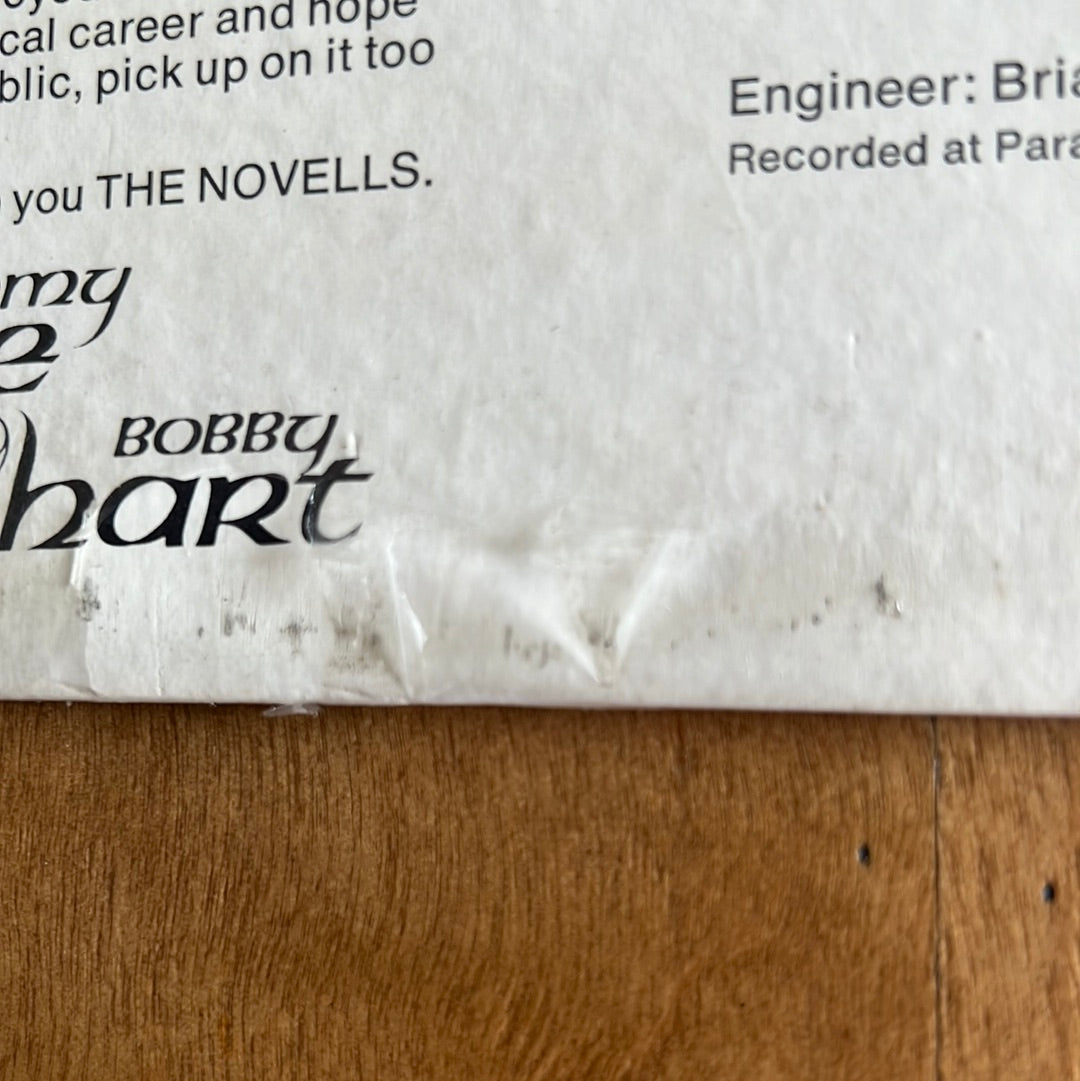 cal career and hope
blic, pick up on it too
you THE NOVELLS.
my
e
BOBBY
hart
Engineer: Bria
Recorded at Para